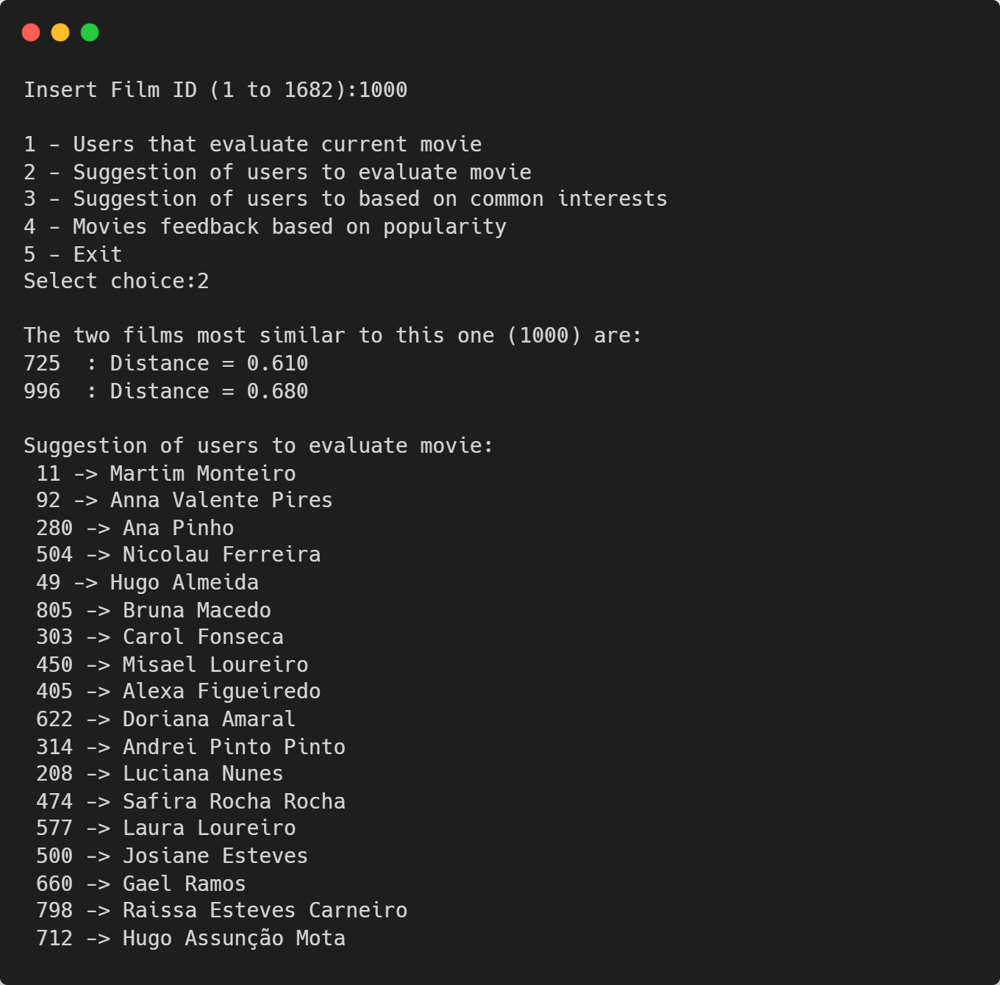 Insert Film ID (1 to 1682):1000
1 - Users that evaluate current movie
2 - Suggestion of users to evaluate movie
3 - Suggestion of users to based on common interests
4 - Movies feedback based on popularity
5 - Exit
Select choice:2
The two films most similar to this one (1000) are:
725  : Distance = 0.610
996  : Distance = 0.680
Suggestion of users to evaluate movie:
11 -> Martim Monteiro
92 -> Anna Valente Pires
280 -> Ana Pinho
504 -> Nicolau Ferreira
49 -> Hugo Almeida
805 -> Bruna Macedo
303 -> Carol Fonseca
450 -> Misael Loureiro
405 -> Alexa Figueiredo
622 -> Doriana Amaral
314 -> Andrei Pinto Pinto
208 -> Luciana Nunes
474 -> Safira Rocha Rocha
577 -> Laura Loureiro
500 -> Josiane Esteves
660 -> Gael Ramos
798 -> Raissa Esteves Carneiro
712 -> Hugo Assunção Mota